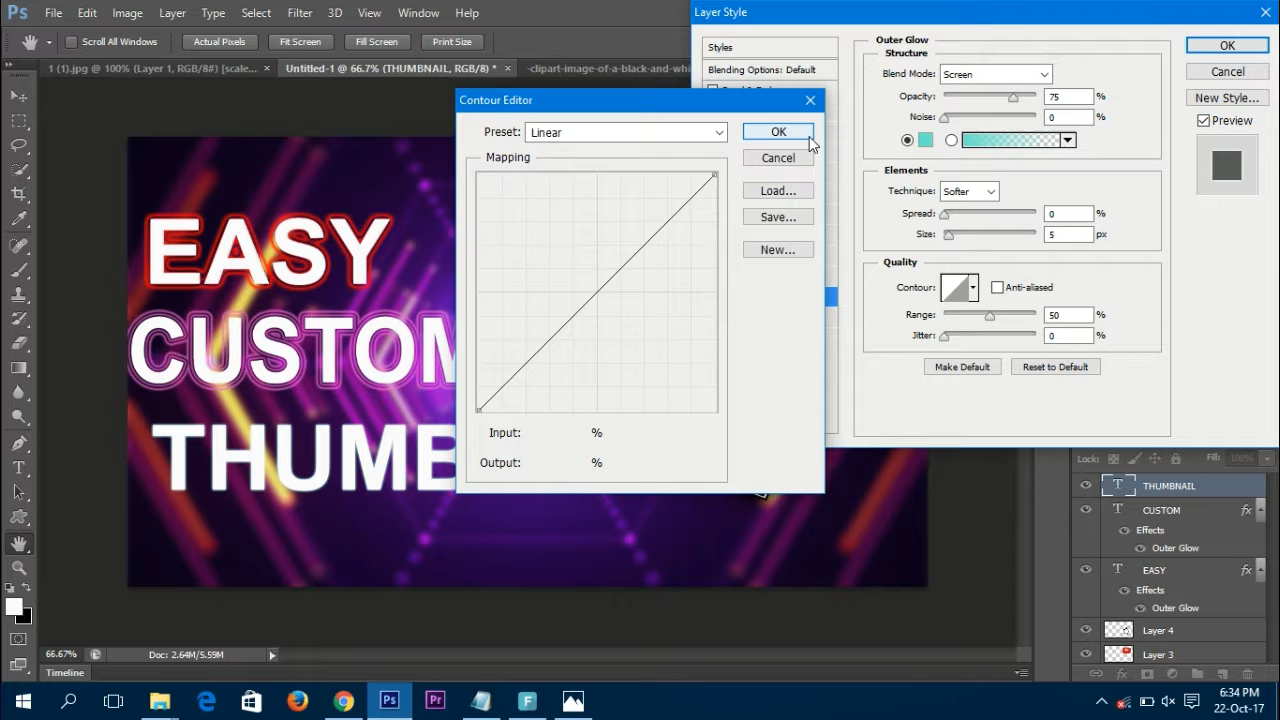 Ps File Edit Image Layer Type Select Filter 3D View Window Help
Layer Style
Scroll All Windows Actual Pixels Fit Screen Fill Screen Print Size
1 (1).jpg @ 100% (Layer 1, RGB/8#) [scale... × Untitled-1 @ 66.7% (THUMBNAIL, RGB/8) * × -clipart-image-of-a-black-and-whi
Styles
Blending Options: Default
Outer Glow
Structure
Blend Mode: Screen
Opacity: 75 %
Noise: 0 %
OK
Cancel
New Style...
Preview
Elements
Technique: Softer
Spread: 0 %
Size: 5 px
Quality
Contour: Anti-aliased
Range: 50 %
Jitter: 0 %
Make Default Reset to Default
Contour Editor
Preset: Linear
Mapping
OK
Cancel
Load...
Save...
New...
Input: %
Output: %
EASY
CUSTOM
THUMB
Lock: Fill: 100%
T THUMBNAIL
T CUSTOM fx
Effects
Outer Glow
T EASY fx
Effects
Outer Glow
Layer 4
Layer 3
66.67% Doc: 2.64M/5.59M
Timeline
Ps Pr F
6:34 PM
22-Oct-17